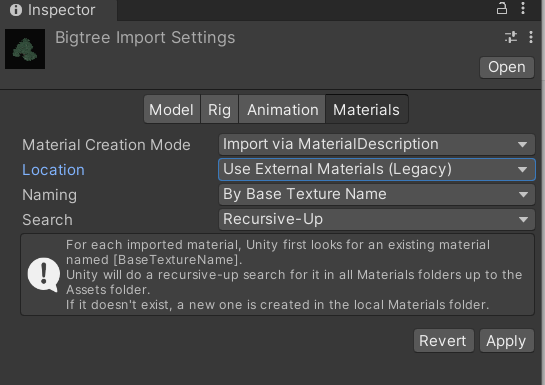 Inspector
Bigtree Import Settings
Open
Model Rig Animation Materials
Material Creation Mode Import via MaterialDescription
Location Use External Materials (Legacy)
Naming By Base Texture Name
Search Recursive-Up
For each imported material, Unity first looks for an existing material
named [BaseTextureName].
Unity will do a recursive-up search for it in all Materials folders up to the
Assets folder.
If it doesn't exist, a new one is created in the local Materials folder.
Revert Apply